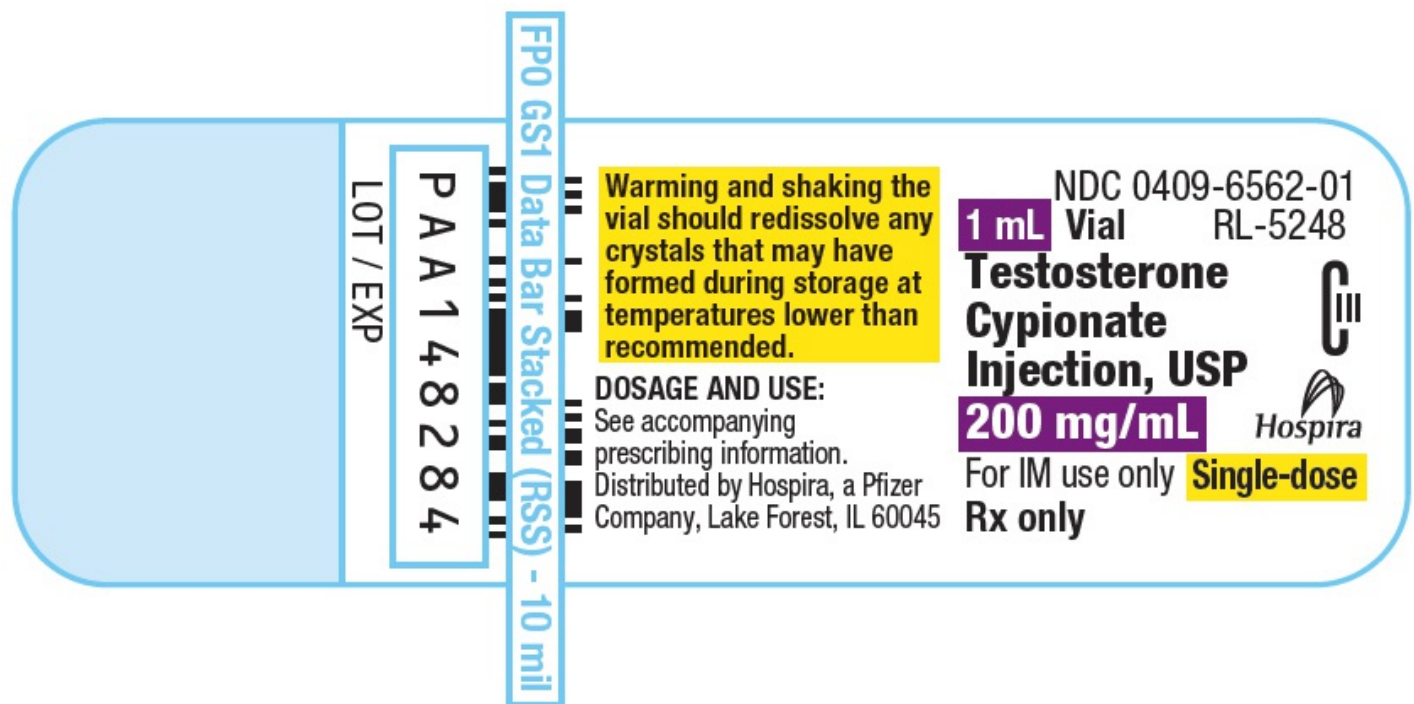 LOT / EXP
PAA148284
FPO GS1 Data Bar Stacked (RSS) - 10 mil
Warming and shaking the
vial should redissolve any
crystals that may have
formed during storage at
temperatures lower than
recommended.
DOSAGE AND USE:
See accompanying
prescribing information.
Distributed by Hospira, a Pfizer
Company, Lake Forest, IL 60045
NDC 0409-6562-01
1 mL Vial RL-5248
Testosterone
Cypionate
Injection, USP
CIII
200 mg/mL
Hospira
For IM use only Single-dose
Rx only